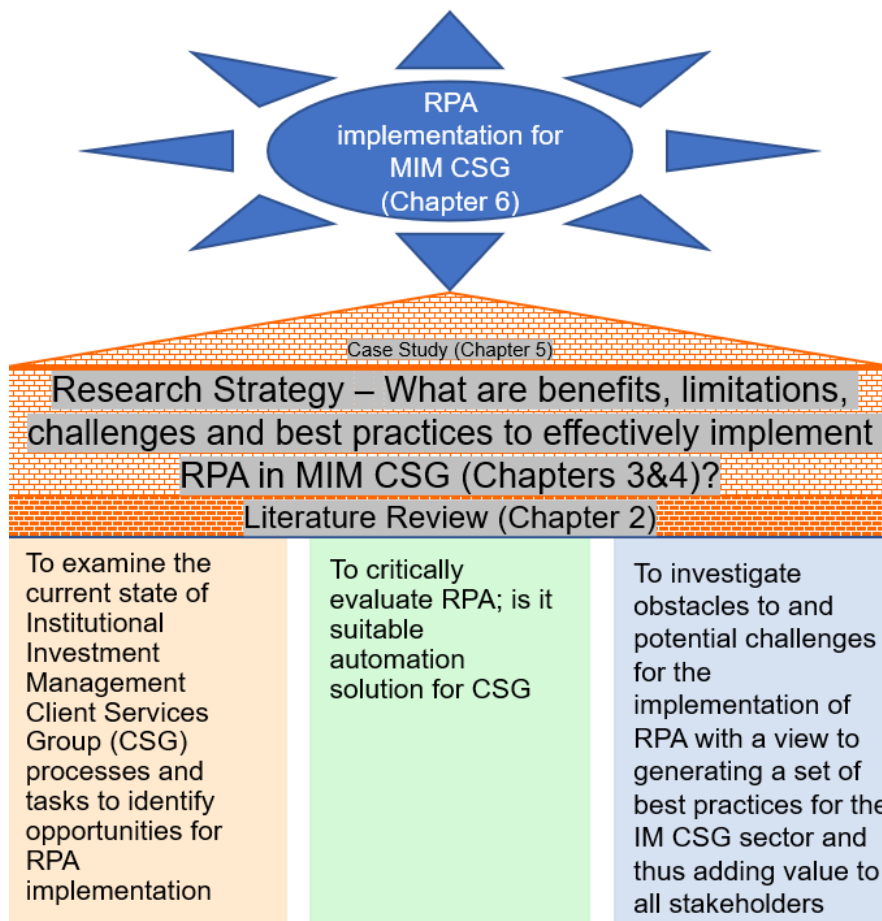 RPA
implementation for
MIM CSG
(Chapter 6)
Case Study (Chapter 5)
Research Strategy – What are benefits, limitations,
challenges and best practices to effectively implement
RPA in MIM CSG (Chapters 3&4)?
Literature Review (Chapter 2)
To examine the
current state of
Institutional
Investment
Management
Client Services
Group (CSG)
processes and
tasks to identify
opportunities for
RPA
implementation
To critically
evaluate RPA; is it
suitable
automation
solution for CSG
To investigate
obstacles to and
potential challenges
for the
implementation of
RPA with a view to
generating a set of
best practices for the
IM CSG sector and
thus adding value to
all stakeholders